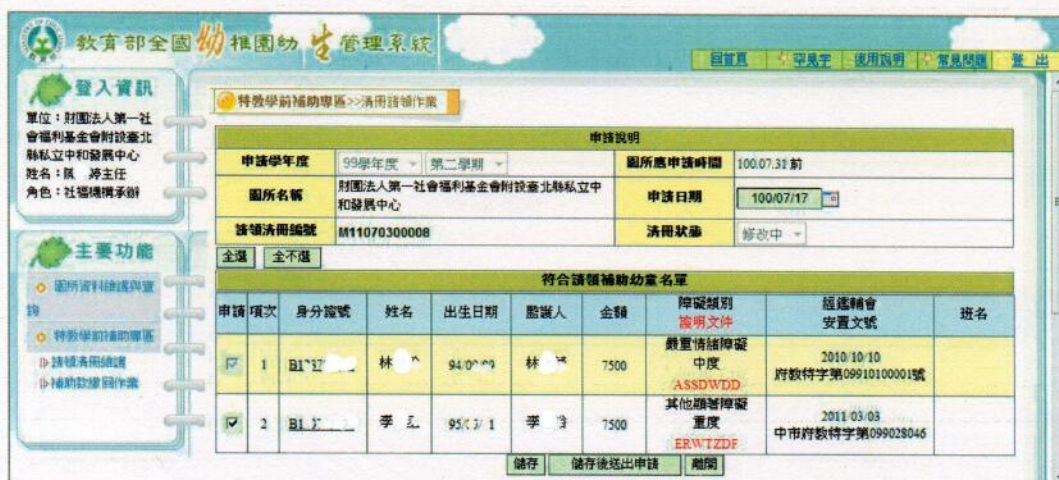 教育部全國幼稚園幼生管理系統
回首頁 罕見字 使用說明 常見問題 登 出
登入資訊
單位：財團法人第一社
會福利基金會附設臺北
縣私立中和發展中心
姓名： 主任
角色：社福機構承辦
主要功能
園所資料維護與查
詢
特教學前補助專區
請領清冊維護
補助款繳回作業
特教學前補助專區>>清冊請領作業
申請說明
申請學年度 99學年度 第二學期 園所應申請時間 100.07.31 前
園所名稱 財團法人第一社會福利基金會附設臺北縣私立中
和發展中心
申請日期 100/07/17
請領清冊編號 M11070300008 清冊狀態 修改中
全選 全不選
符合請領補助幼童名單
申請 項次 身分證號 姓名 出生日期 監護人 金額 障礙類別 證明文件 經鑑輔會 安置文號 班名
1 林 林 7500 嚴重情緒障礙 中度 ASSDWDD 2010/10/10 府教特字第09910100001號
2 李 李 7500 其他顯著障礙 重度 ERWTZDF 2011/03/03 中市府教特字第099028046
儲存 儲存後送出申請 離開